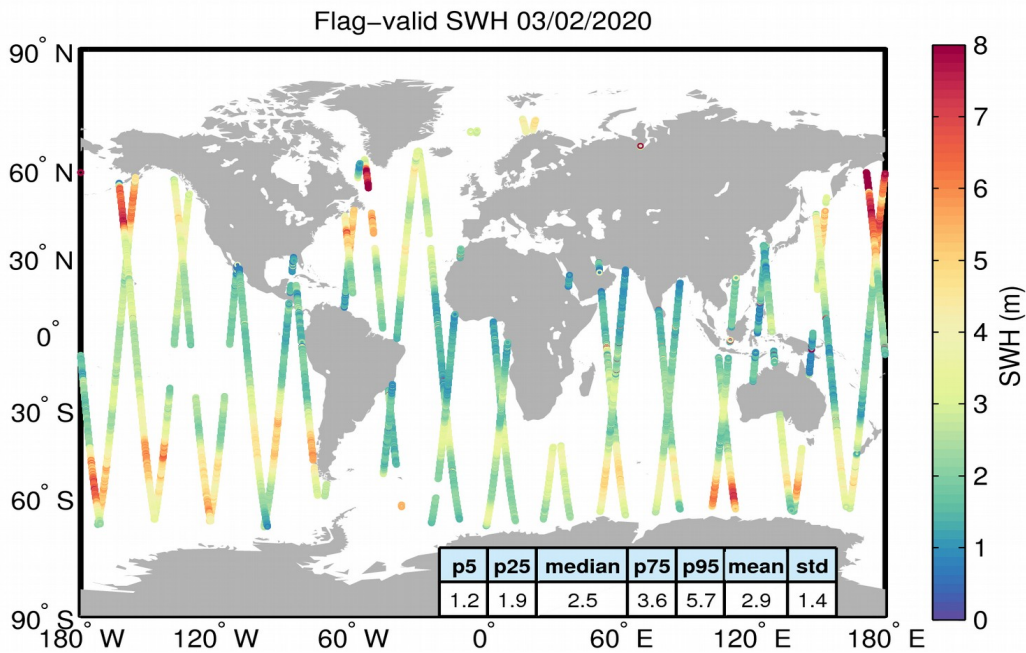 Flag−valid SWH 03/02/2020
90° N
60° N
30° N
0°
30° S
60° S
90° S
180° W
120° W
60° W
0°
60° E
120° E
180° E
p5 p25 median p75 p95 mean std
1.2 1.9 2.5 3.6 5.7 2.9 1.4
8
7
6
5
4
3
2
1
0
SWH (m)